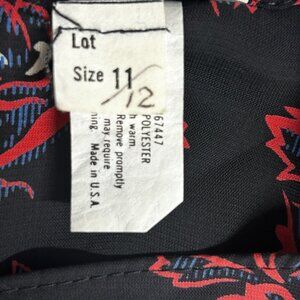 Lot
Size 11/12
67447
POLYESTER
h warm.
Remove promptly
may require
ning. Made in U.S.A.